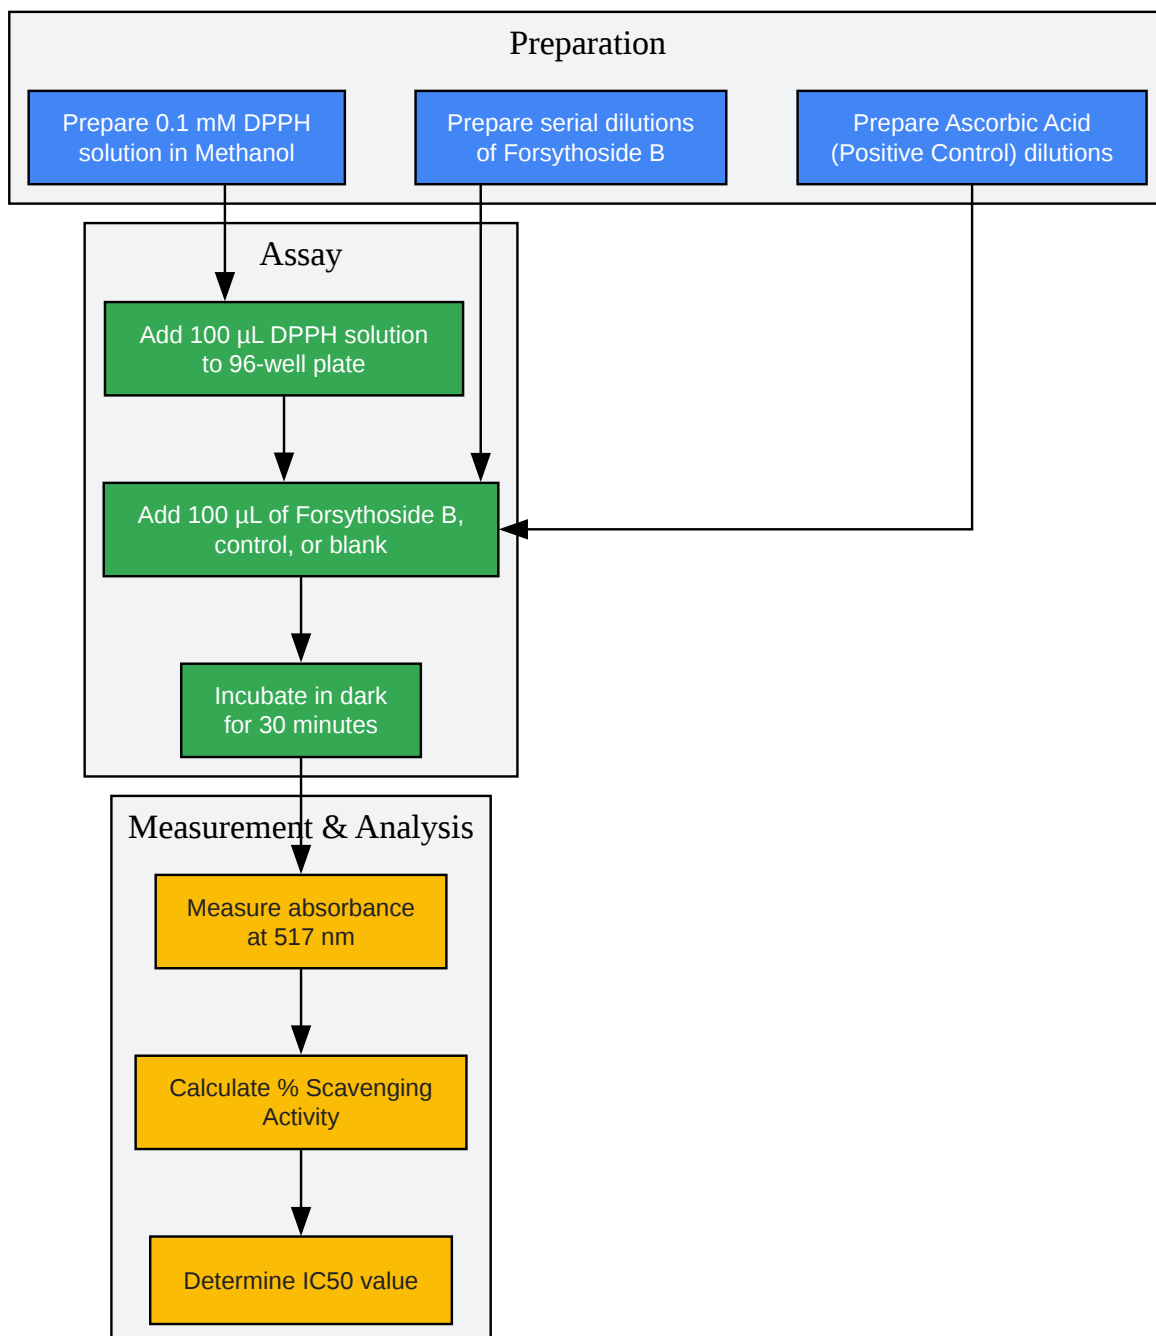 Preparation
Prepare 0.1 mM DPPH
solution in Methanol
Prepare serial dilutions
of Forsythoside B
Prepare Ascorbic Acid
(Positive Control) dilutions
Assay
Add 100 µL DPPH solution
to 96-well plate
Add 100 µL of Forsythoside B,
control, or blank
Incubate in dark
for 30 minutes
Measurement & Analysis
Measure absorbance
at 517 nm
Calculate % Scavenging
Activity
Determine IC50 value